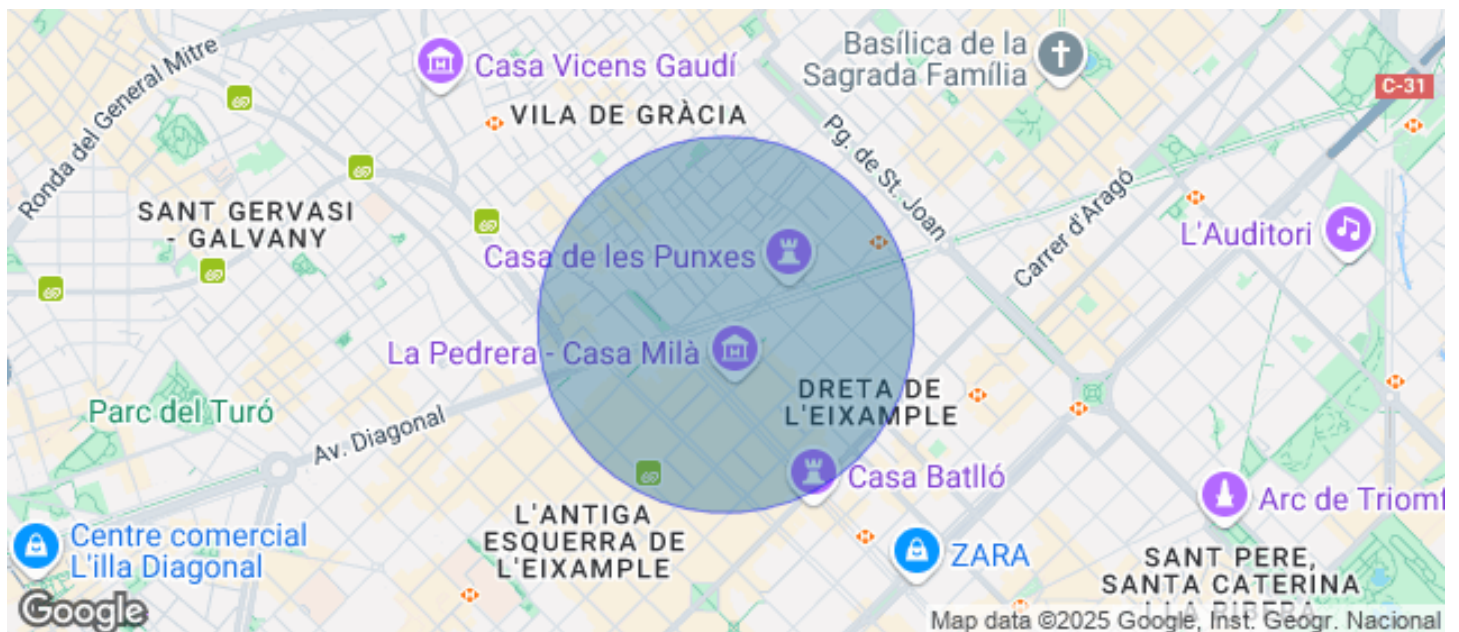 Ronda del General Mitre
Casa Vicens Gaudí
Basílica de la
Sagrada Família
C-31
VILA DE GRÀCIA
Pg. de St. Joan
Carrer d'Aragó
SANT GERVASI
- GALVANY
L'Auditori
Casa de les Punxes
La Pedrera - Casa Milà
DRETA DE
L'EIXAMPLE
Parc del Turó
Av. Diagonal
Casa Batlló
Arc de Triomf
L'ANTIGA
ESQUERRA DE
L'EIXAMPLE
Centre comercial
L'illa Diagonal
ZARA
SANT PERE,
SANTA CATERINA
I LA RIBERA
Google
Map data ©2025 Google, Inst. Geogr. Nacional